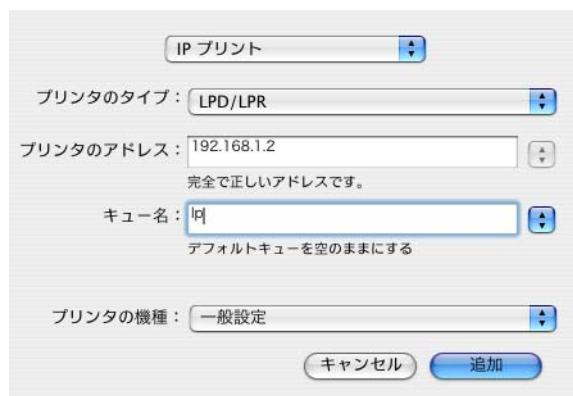 IP プリント
プリンタのタイプ： LPD/LPR
プリンタのアドレス： 192.168.1.2
完全で正しいアドレスです。
キュー名： lp
デフォルトキューを空のままにする
プリンタの機種： 一般設定
キャンセル 追加